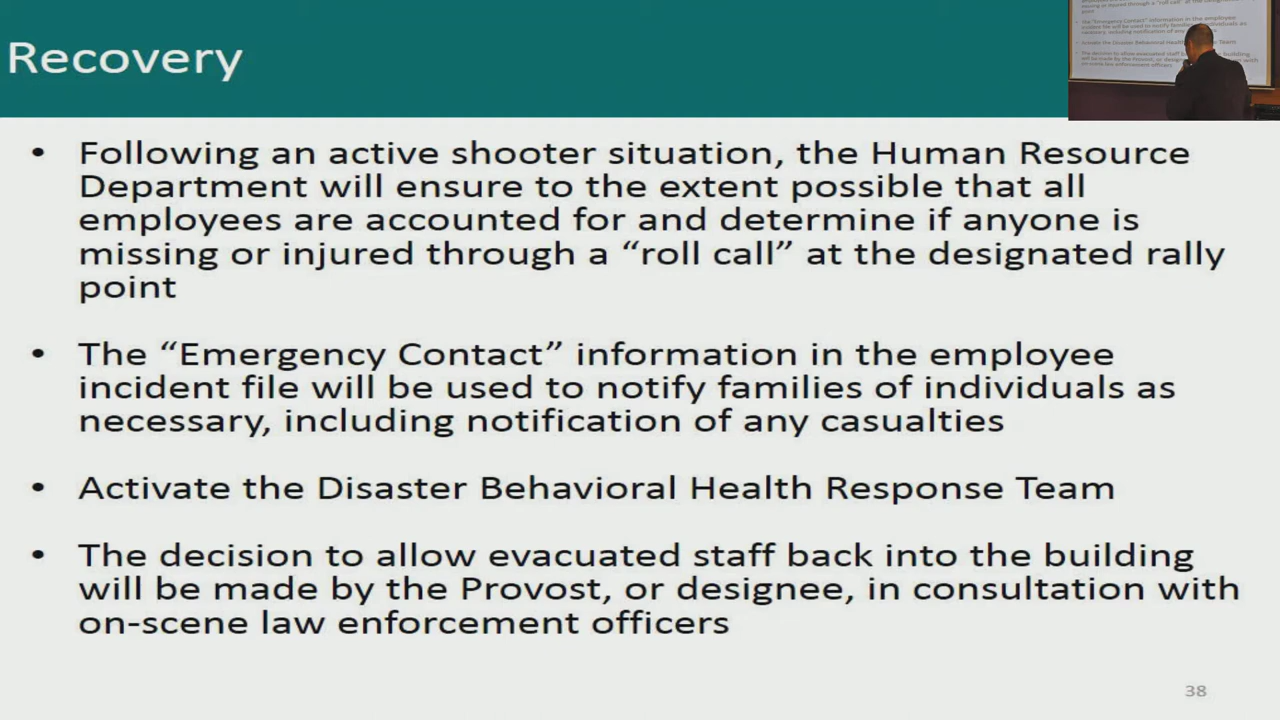 Recovery
• Following an active shooter situation, the Human Resource
Department will ensure to the extent possible that all
employees are accounted for and determine if anyone is
missing or injured through a “roll call” at the designated rally
point
• The “Emergency Contact” information in the employee
incident file will be used to notify families of individuals as
necessary, including notification of any casualties
• Activate the Disaster Behavioral Health Response Team
• The decision to allow evacuated staff back into the building
will be made by the Provost, or designee, in consultation with
on-scene law enforcement officers
38